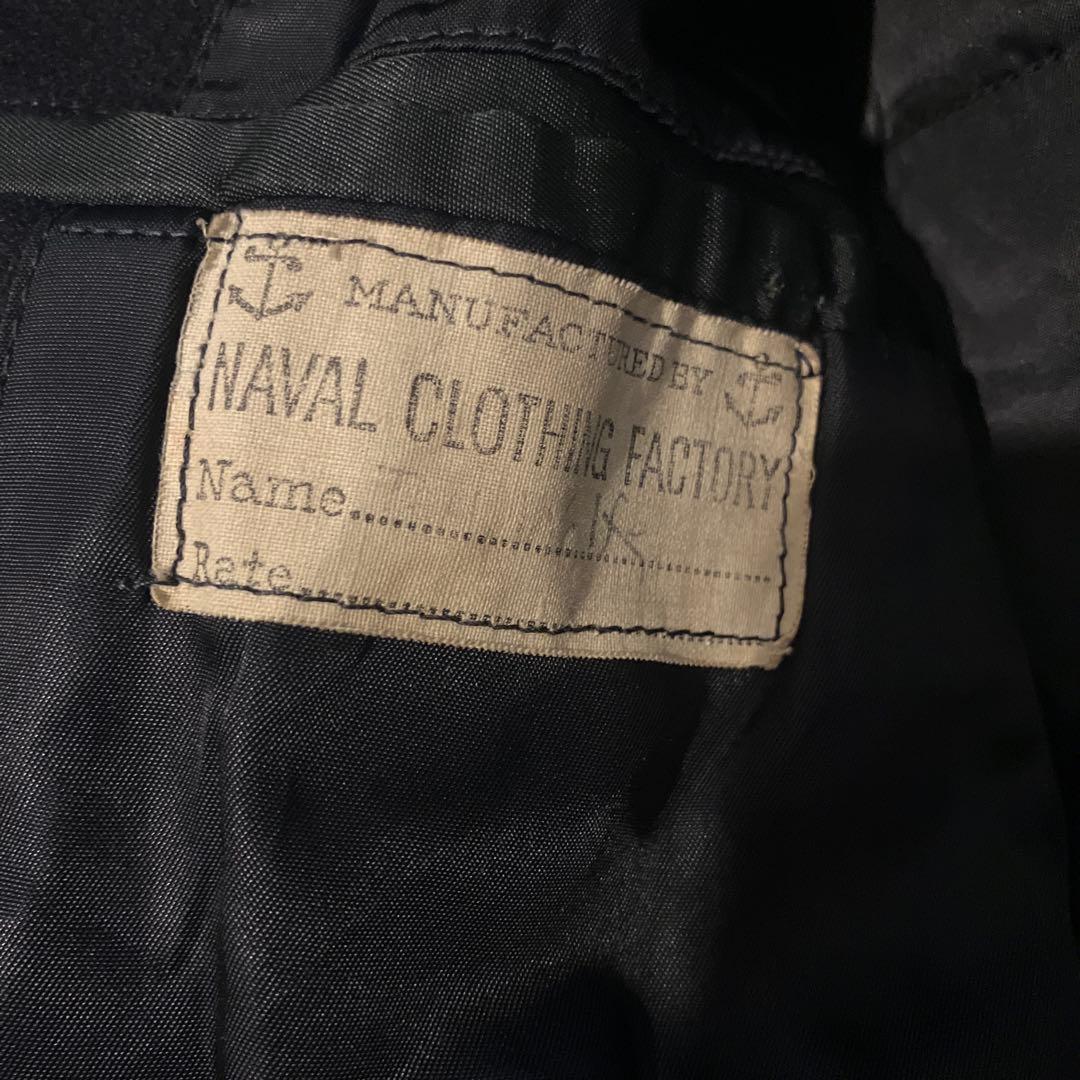 MANUFACTURED BY
NAVAL CLOTHING FACTORY
Name
Rate